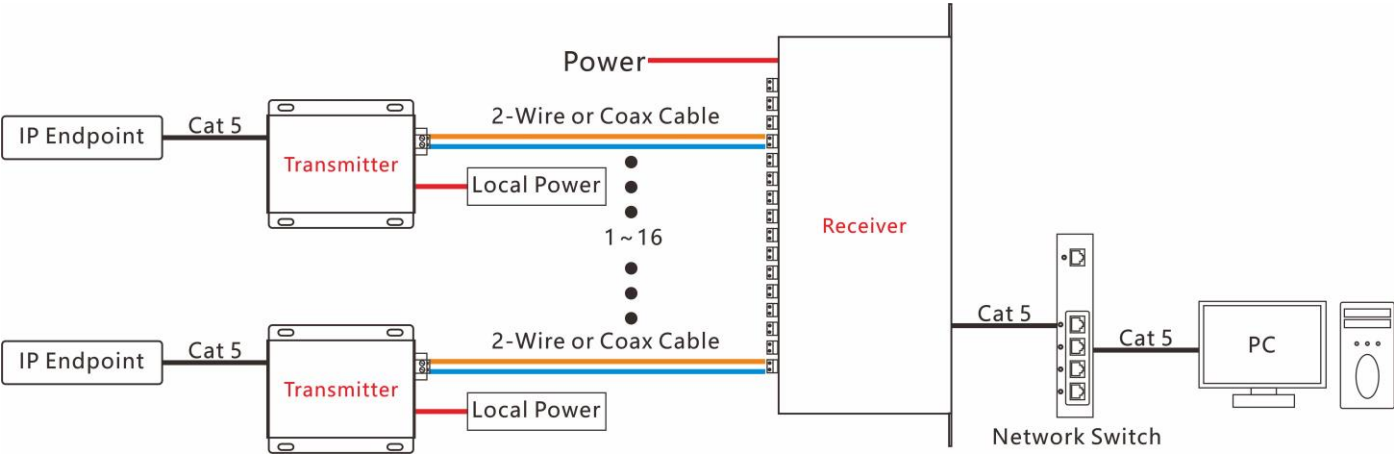 Power
2-Wire or Coax Cable
IP Endpoint
Cat 5
Transmitter
Local Power
1~16
Receiver
Cat 5
2-Wire or Coax Cable
IP Endpoint
Cat 5
Transmitter
Local Power
Cat 5
PC
Network Switch